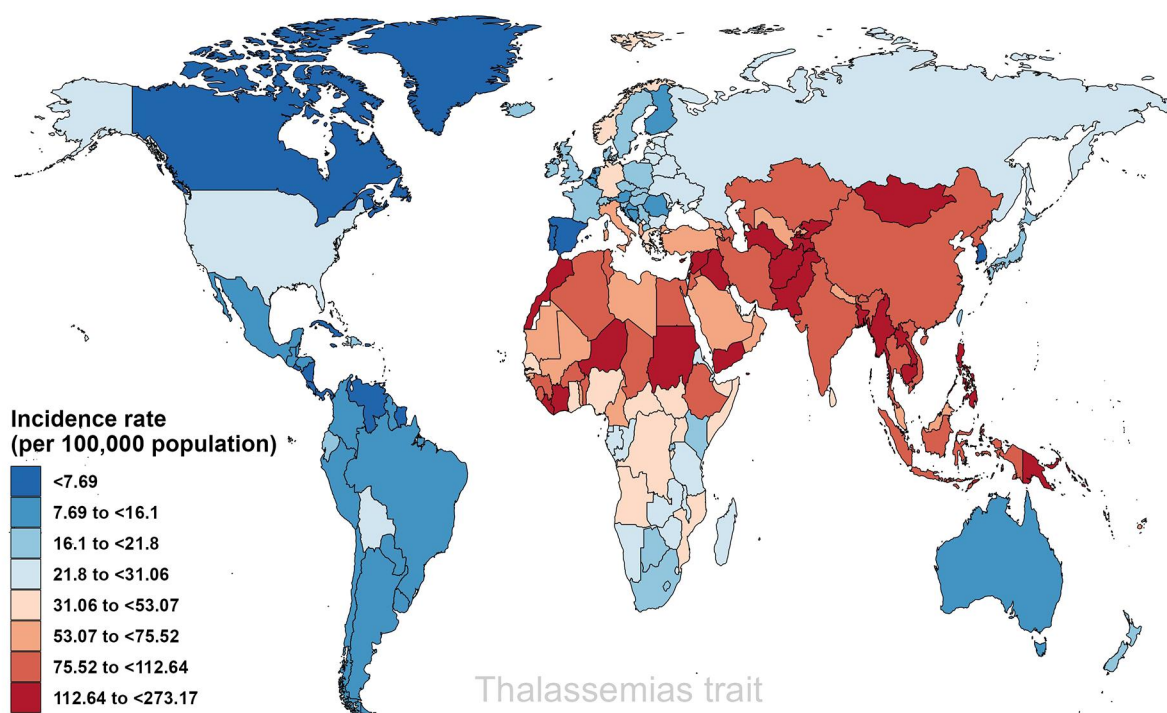 Incidence rate
(per 100,000 population)
<7.69
7.69 to <16.1
16.1 to <21.8
21.8 to <31.06
31.06 to <53.07
53.07 to <75.52
75.52 to <112.64
112.64 to <273.17
Thalassemias trait